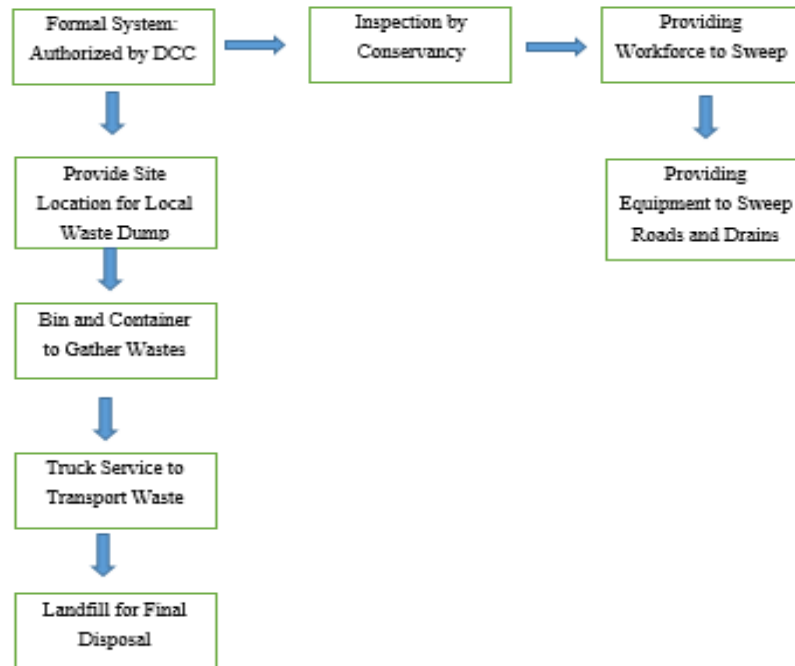 Formal System:
Authorized by DCC
Inspection by
Conservancy
Providing
Workforce to Sweep
Provide Site
Location for Local
Waste Dump
Providing
Equipment to Sweep
Roads and Drains
Bin and Container
to Gather Wastes
Truck Service to
Transport Waste
Landfill for Final
Disposal